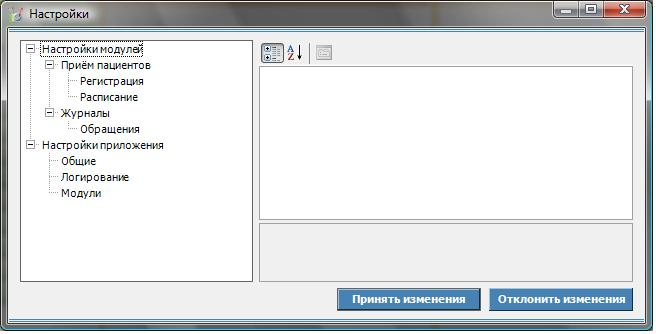 Настройки
Настройки модулей
Приём пациентов
Регистрация
Расписание
Журналы
Обращения
Настройки приложения
Общие
Логирование
Модули
A
Z
Принять изменения
Отклонить изменения